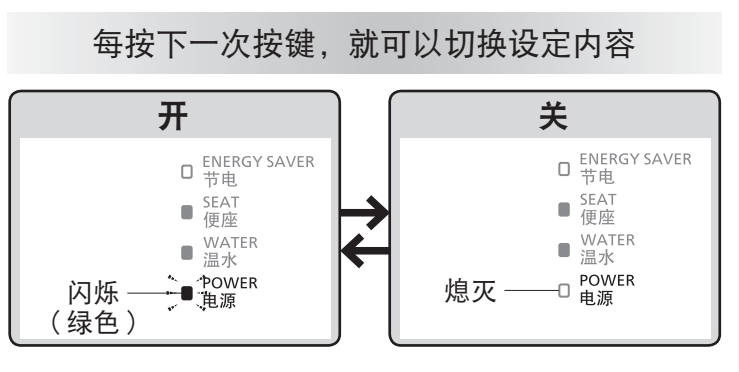 每按下一次按键，就可以切换设定内容
开
ENERGY SAVER
节电
SEAT
便座
WATER
温水
POWER
电源
闪烁
（绿色）
关
ENERGY SAVER
节电
SEAT
便座
WATER
温水
POWER
电源
熄灭